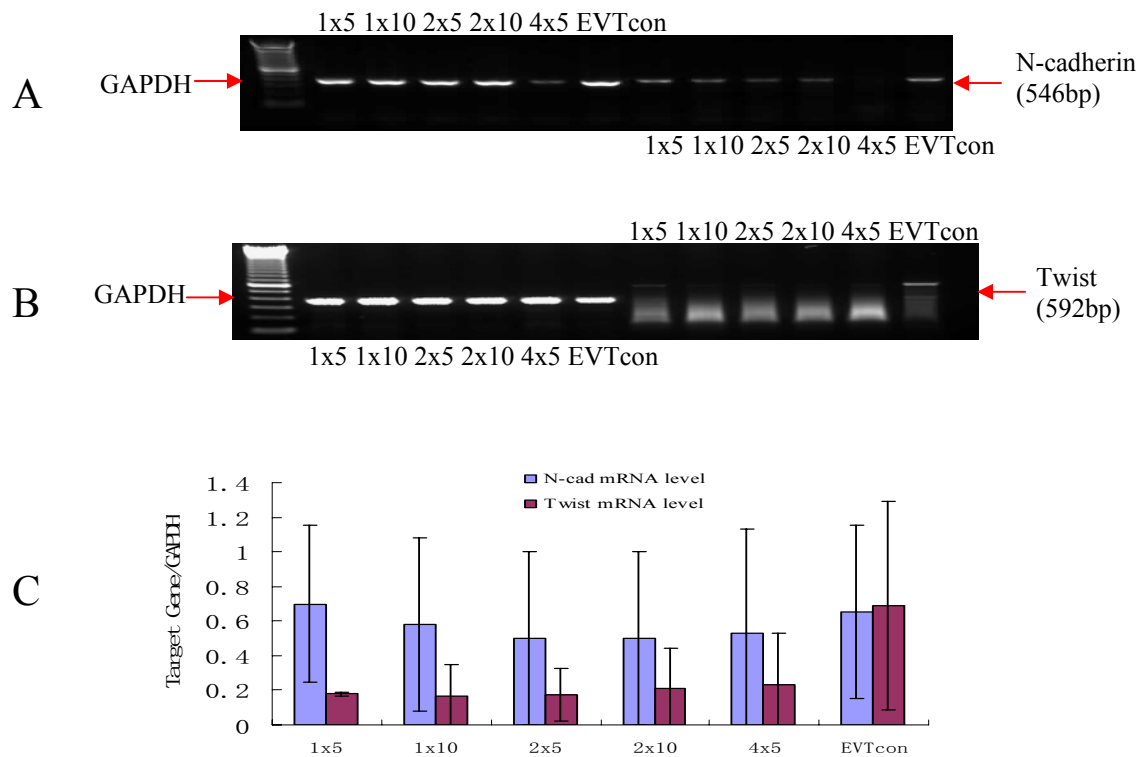 1x5 1x10 2x5 2x10 4x5 EVTcon
A
GAPDH
N-cadherin
(546bp)
1x5 1x10 2x5 2x10 4x5 EVTcon
1x5 1x10 2x5 2x10 4x5 EVTcon
B
GAPDH
Twist
(592bp)
1x5 1x10 2x5 2x10 4x5 EVTcon
C
N-cad mRNA level
Twist mRNA level
Target Gene/GAPDH
1.4
1.2
1
0.8
0.6
0.4
0.2
0
1x5 1x10 2x5 2x10 4x5 EVTcon